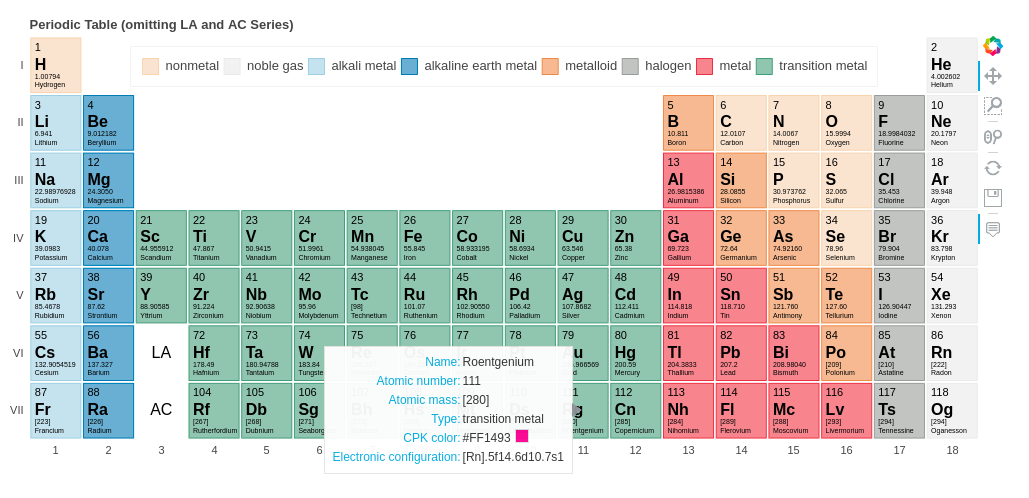 Periodic Table (omitting LA and AC Series)
nonmetal noble gas alkali metal alkaline earth metal metalloid halogen metal transition metal
I
1 2
H He
1.00794 4.002602
Hydrogen Helium
II
3 4 5 6 7 8 9 10
Li Be B C N O F Ne
6.941 9.012182 10.811 12.0107 14.0067 15.9994 18.9984032 20.1797
Lithium Beryllium Boron Carbon Nitrogen Oxygen Fluorine Neon
III
11 12 13 14 15 16 17 18
Na Mg Al Si P S Cl Ar
22.98976928 24.3050 26.9815386 28.0855 30.973762 32.065 35.453 39.948
Sodium Magnesium Aluminum Silicon Phosphorus Sulfur Chlorine Argon
IV
19 20 21 22 23 24 25 26 27 28 29 30 31 32 33 34 35 36
K Ca Sc Ti V Cr Mn Fe Co Ni Cu Zn Ga Ge As Se Br Kr
39.0983 40.078 44.955912 47.867 50.9415 51.9961 54.938045 55.845 58.933195 58.6934 63.546 65.38 69.723 72.64 74.92160 78.96 79.904 83.798
Potassium Calcium Scandium Titanium Vanadium Chromium Manganese Iron Cobalt Nickel Copper Zinc Gallium Germanium Arsenic Selenium Bromine Krypton
V
37 38 39 40 41 42 43 44 45 46 47 48 49 50 51 52 53 54
Rb Sr Y Zr Nb Mo Tc Ru Rh Pd Ag Cd In Sn Sb Te I Xe
85.4678 87.62 88.90585 91.224 92.90638 95.96 [98] 101.07 102.90550 106.42 107.8682 112.411 114.818 118.710 121.760 127.60 126.90447 131.293
Rubidium Strontium Yttrium Zirconium Niobium Molybdenum Technetium Ruthenium Rhodium Palladium Silver Cadmium Indium Tin Antimony Tellurium Iodine Xenon
VI
55 56 72 73 74 75 76 77 78 79 80 81 82 83 84 85 86
Cs Ba LA Hf Ta W Hg Tl Pb Bi Po At Rn
132.9054519 137.327 178.49 180.94788 183.84 200.59 204.3833 207.2 208.98040 [209] [210] [222]
Cesium Barium Hafnium Tantalum Mercury Thallium Lead Bismuth Polonium Astatine Radon
VII
87 88 104 105 106 112 113 114 115 116 117 118
Fr Ra AC Rf Db Sg Cn Nh Fl Mc Lv Ts Og
[223] [226] [267] [268] [271] [285] [284] [289] [288] [293] [294] [294]
Francium Radium Rutherfordium Dubnium Copernicium Nihomium Flerovium Moscovium Livermorium Tennessine Oganesson
1 2 3 4 5 6 11 12 13 14 15 16 17 18
Name: Roentgenium
Atomic number: 111
Atomic mass: [280]
Type: transition metal
CPK color: #FF1493
Electronic configuration: [Rn].5f14.6d10.7s1